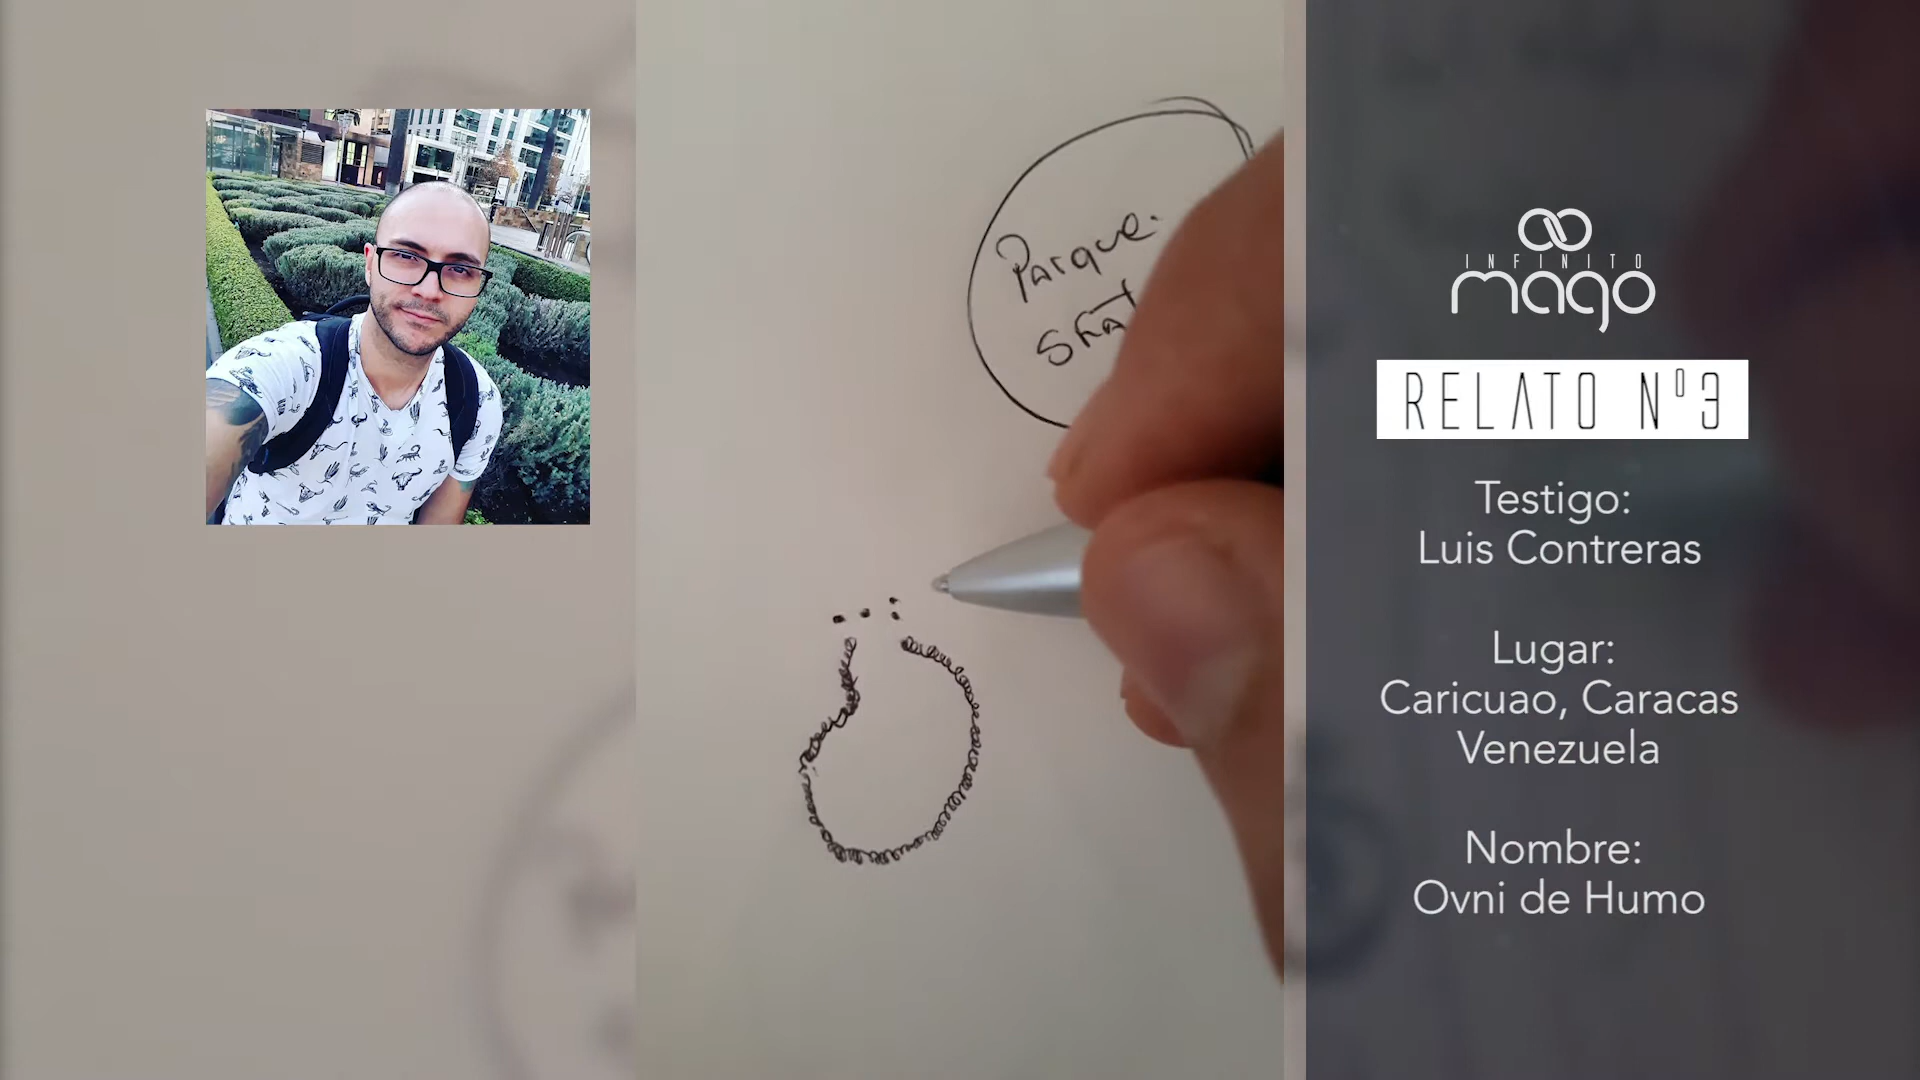 Parque.
INFINITO
mago
RELATO Nº3
Testigo:
Luis Contreras
Lugar:
Caricuao, Caracas
Venezuela
Nombre:
Ovni de Humo